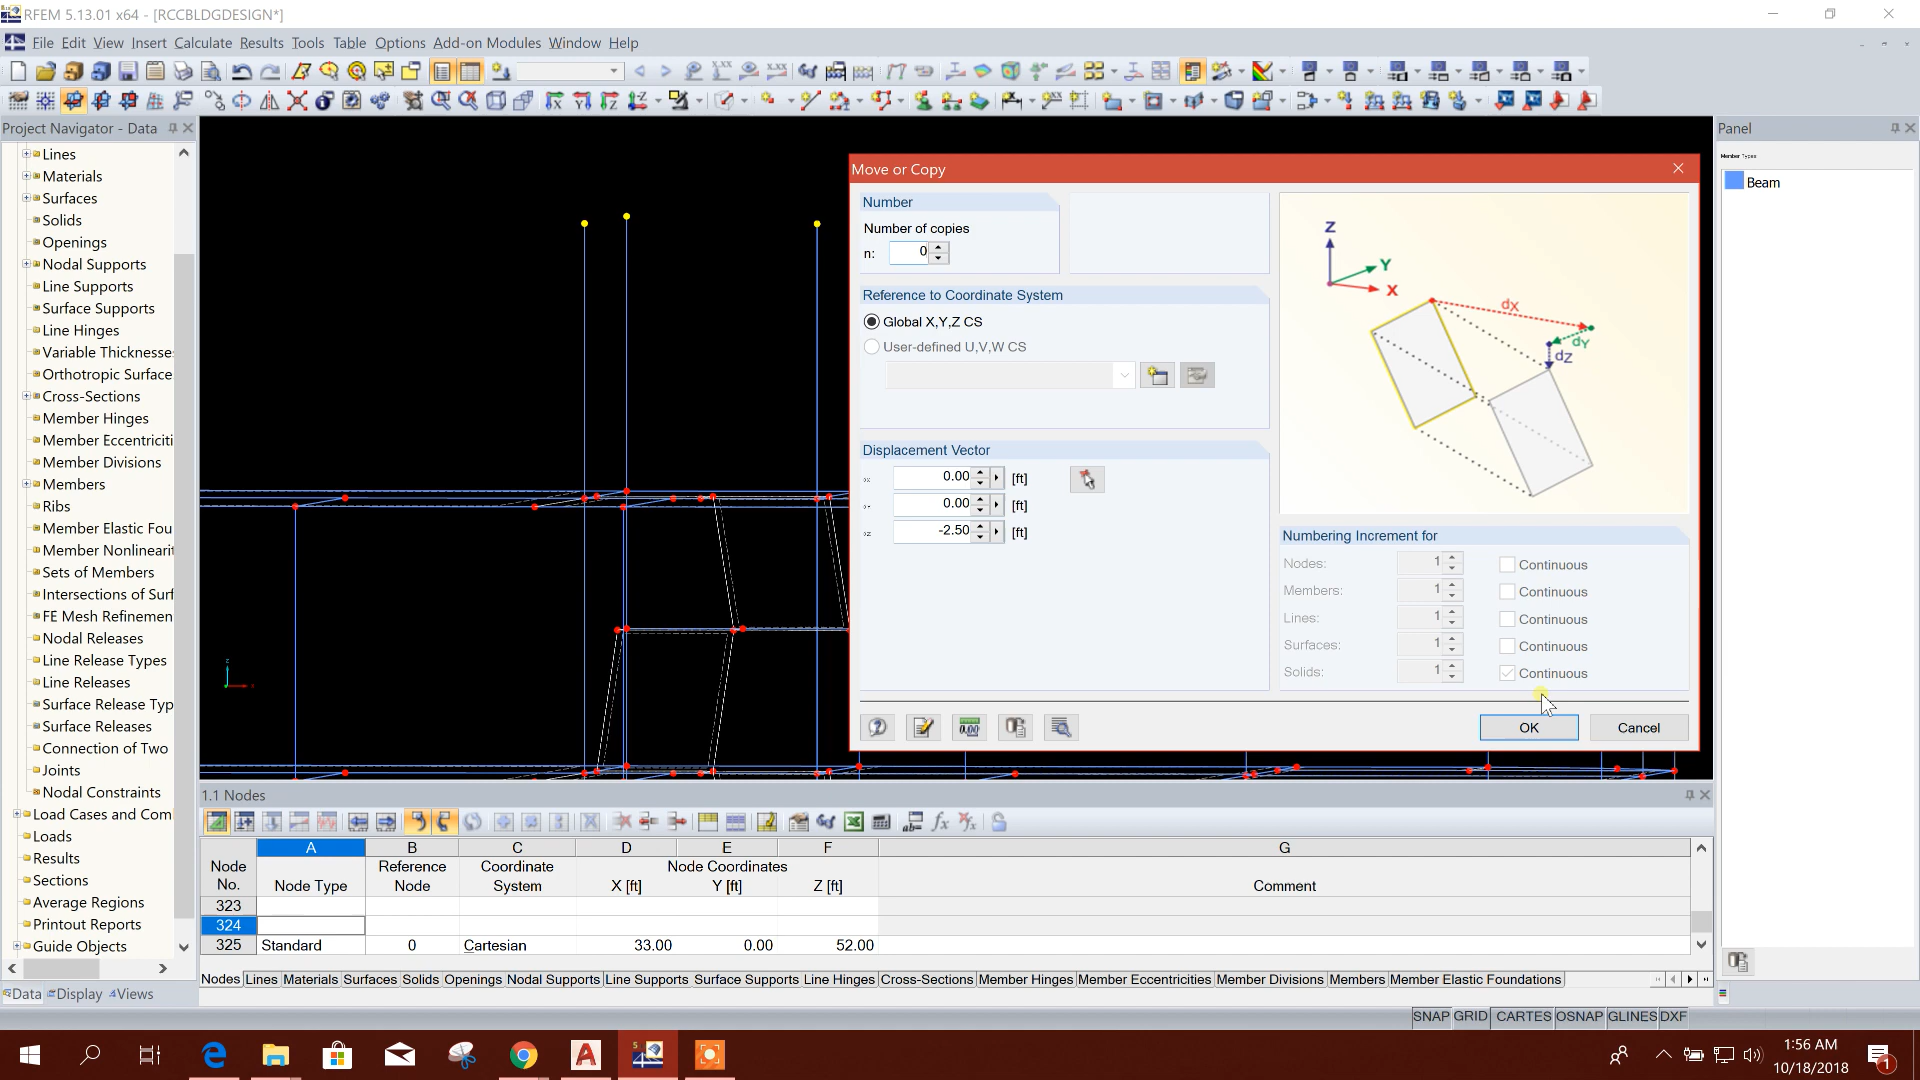 RFEM 5.13.01 x64 - [RCCBLDGDESIGN*]
File Edit View Insert Calculate Results Tools Table Options Add-on Modules Window Help
Project Navigator - Data
Lines
Materials
Surfaces
Solids
Openings
Nodal Supports
Line Supports
Surface Supports
Line Hinges
Variable Thicknesse
Orthotropic Surface
Cross-Sections
Member Hinges
Member Eccentriciti
Member Divisions
Members
Ribs
Member Elastic Fou
Member Nonlinearit
Sets of Members
Intersections of Surf
FE Mesh Refinemen
Nodal Releases
Line Release Types
Line Releases
Surface Release Typ
Surface Releases
Connection of Two
Joints
Nodal Constraints
Load Cases and Com
Loads
Results
Sections
Average Regions
Printout Reports
Guide Objects
Data Display Views
Move or Copy
Number
Number of copies
n: 0
Reference to Coordinate System
Global X,Y,Z CS
User-defined U,V,W CS
Displacement Vector
0.00 [ft]
0.00 [ft]
-2.50 [ft]
Z
Y
X
dX
dY
dZ
Numbering Increment for
Nodes: 1 Continuous
Members: 1 Continuous
Lines: 1 Continuous
Surfaces: 1 Continuous
Solids: 1 Continuous
OK Cancel
Panel
Member Types
Beam
1.1 Nodes
A B C D E F G
Node No. Node Type Reference Node Coordinate System Node Coordinates X [ft] Y [ft] Z [ft] Comment
323
324
325 Standard 0 Cartesian 33.00 0.00 52.00
Nodes Lines Materials Surfaces Solids Openings Nodal Supports Line Supports Surface Supports Line Hinges Cross-Sections Member Hinges Member Eccentricities Member Divisions Members Member Elastic Foundations
SNAP GRID CARTES OSNAP GLINES DXF
1:56 AM
10/18/2018
1